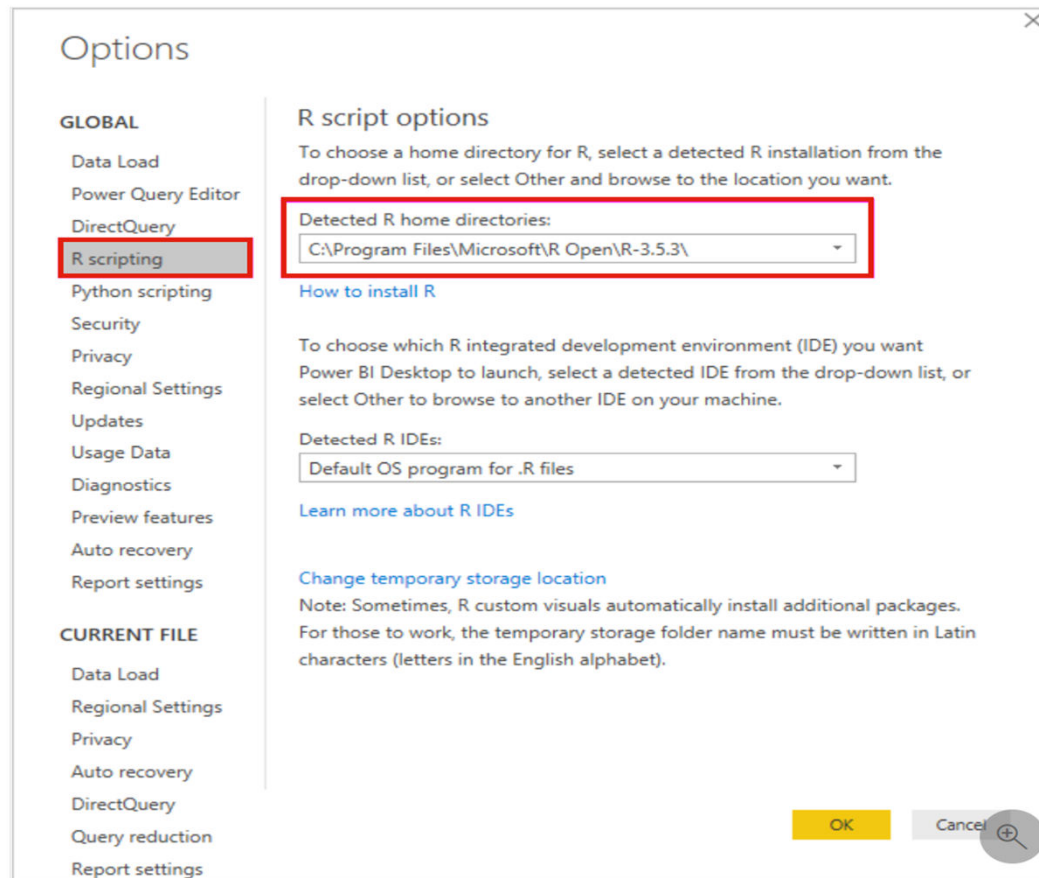 Options
GLOBAL
Data Load
Power Query Editor
DirectQuery
R scripting
Python scripting
Security
Privacy
Regional Settings
Updates
Usage Data
Diagnostics
Preview features
Auto recovery
Report settings
CURRENT FILE
Data Load
Regional Settings
Privacy
Auto recovery
DirectQuery
Query reduction
Report settings
R script options
To choose a home directory for R, select a detected R installation from the
drop-down list, or select Other and browse to the location you want.
Detected R home directories:
C:\Program Files\Microsoft\R Open\R-3.5.3\
How to install R
To choose which R integrated development environment (IDE) you want
Power BI Desktop to launch, select a detected IDE from the drop-down list, or
select Other to browse to another IDE on your machine.
Detected R IDEs:
Default OS program for .R files
Learn more about R IDEs
Change temporary storage location
Note: Sometimes, R custom visuals automatically install additional packages.
For those to work, the temporary storage folder name must be written in Latin
characters (letters in the English alphabet).
OK
Cancel